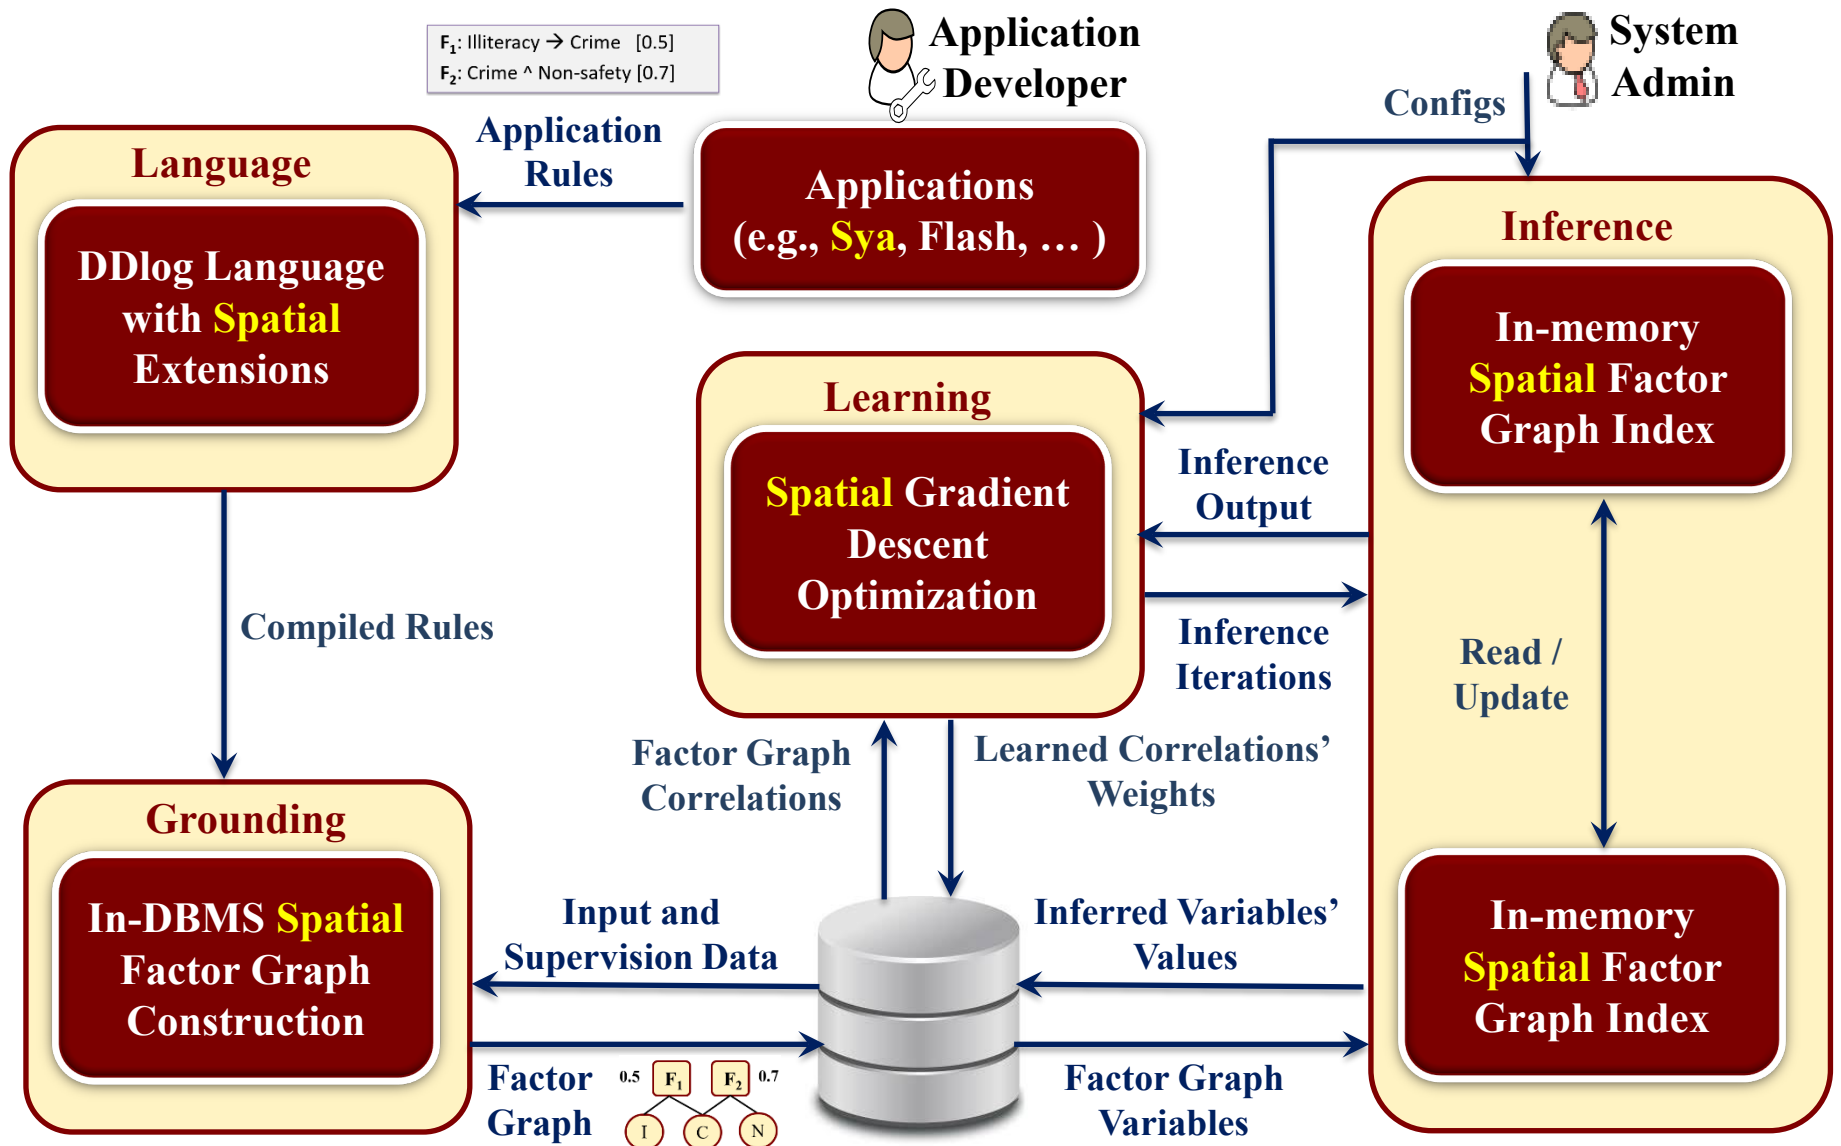 F1: Illiteracy → Crime [0.5]
F2: Crime ^ Non-safety [0.7]
Application
Developer
System
Admin
Configs
Application
Rules
Language
DDlog Language
with Spatial
Extensions
Applications
(e.g., Sya, Flash, … )
Inference
In-memory
Spatial Factor
Graph Index
Learning
Spatial Gradient
Descent
Optimization
Inference
Output
Inference
Iterations
Read /
Update
Compiled Rules
Factor Graph
Correlations
Learned Correlations’
Weights
Grounding
In-DBMS Spatial
Factor Graph
Construction
Input and
Supervision Data
Inferred Variables’
Values
In-memory
Spatial Factor
Graph Index
Factor
Graph
0.5 F1 F2 0.7
I C N
Factor Graph
Variables